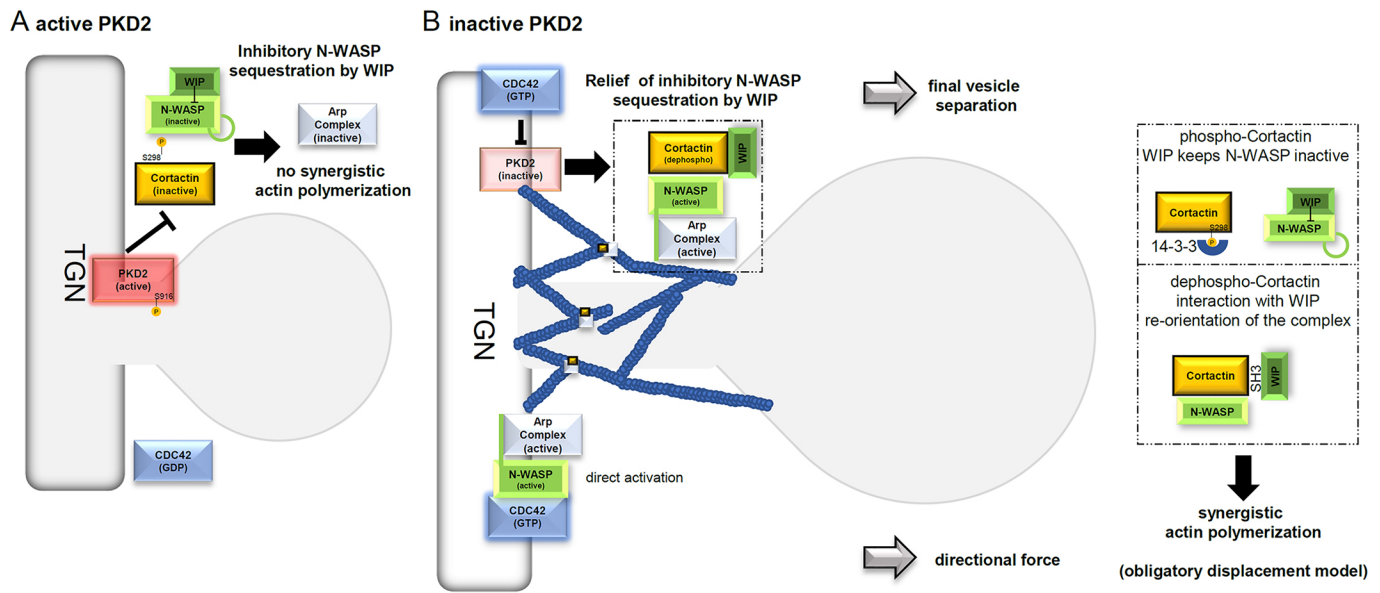 A active PKD2
Inhibitory N-WASP
sequestration by WIP
WIP
N-WASP
(inactive)
P
S298
Cortactin
(inactive)
Arp
Complex
(inactive)
no synergistic
actin polymerization
TGN
PKD2
(active)
S916
P
CDC42
(GDP)
B inactive PKD2
CDC42
(GTP)
PKD2
(inactive)
Relief of inhibitory N-WASP
sequestration by WIP
Cortactin
(dephospho)
WIP
N-WASP
(active)
Arp
Complex
(active)
TGN
Arp
Complex
(active)
N-WASP
(active)
CDC42
(GTP)
direct activation
final vesicle
separation
directional force
phospho-Cortactin
WIP keeps N-WASP inactive
Cortactin
S298
P
14-3-3
WIP
N-WASP
dephospho-Cortactin
interaction with WIP
re-orientation of the complex
Cortactin
SH3
WIP
N-WASP
synergistic
actin polymerization
(obligatory displacement model)